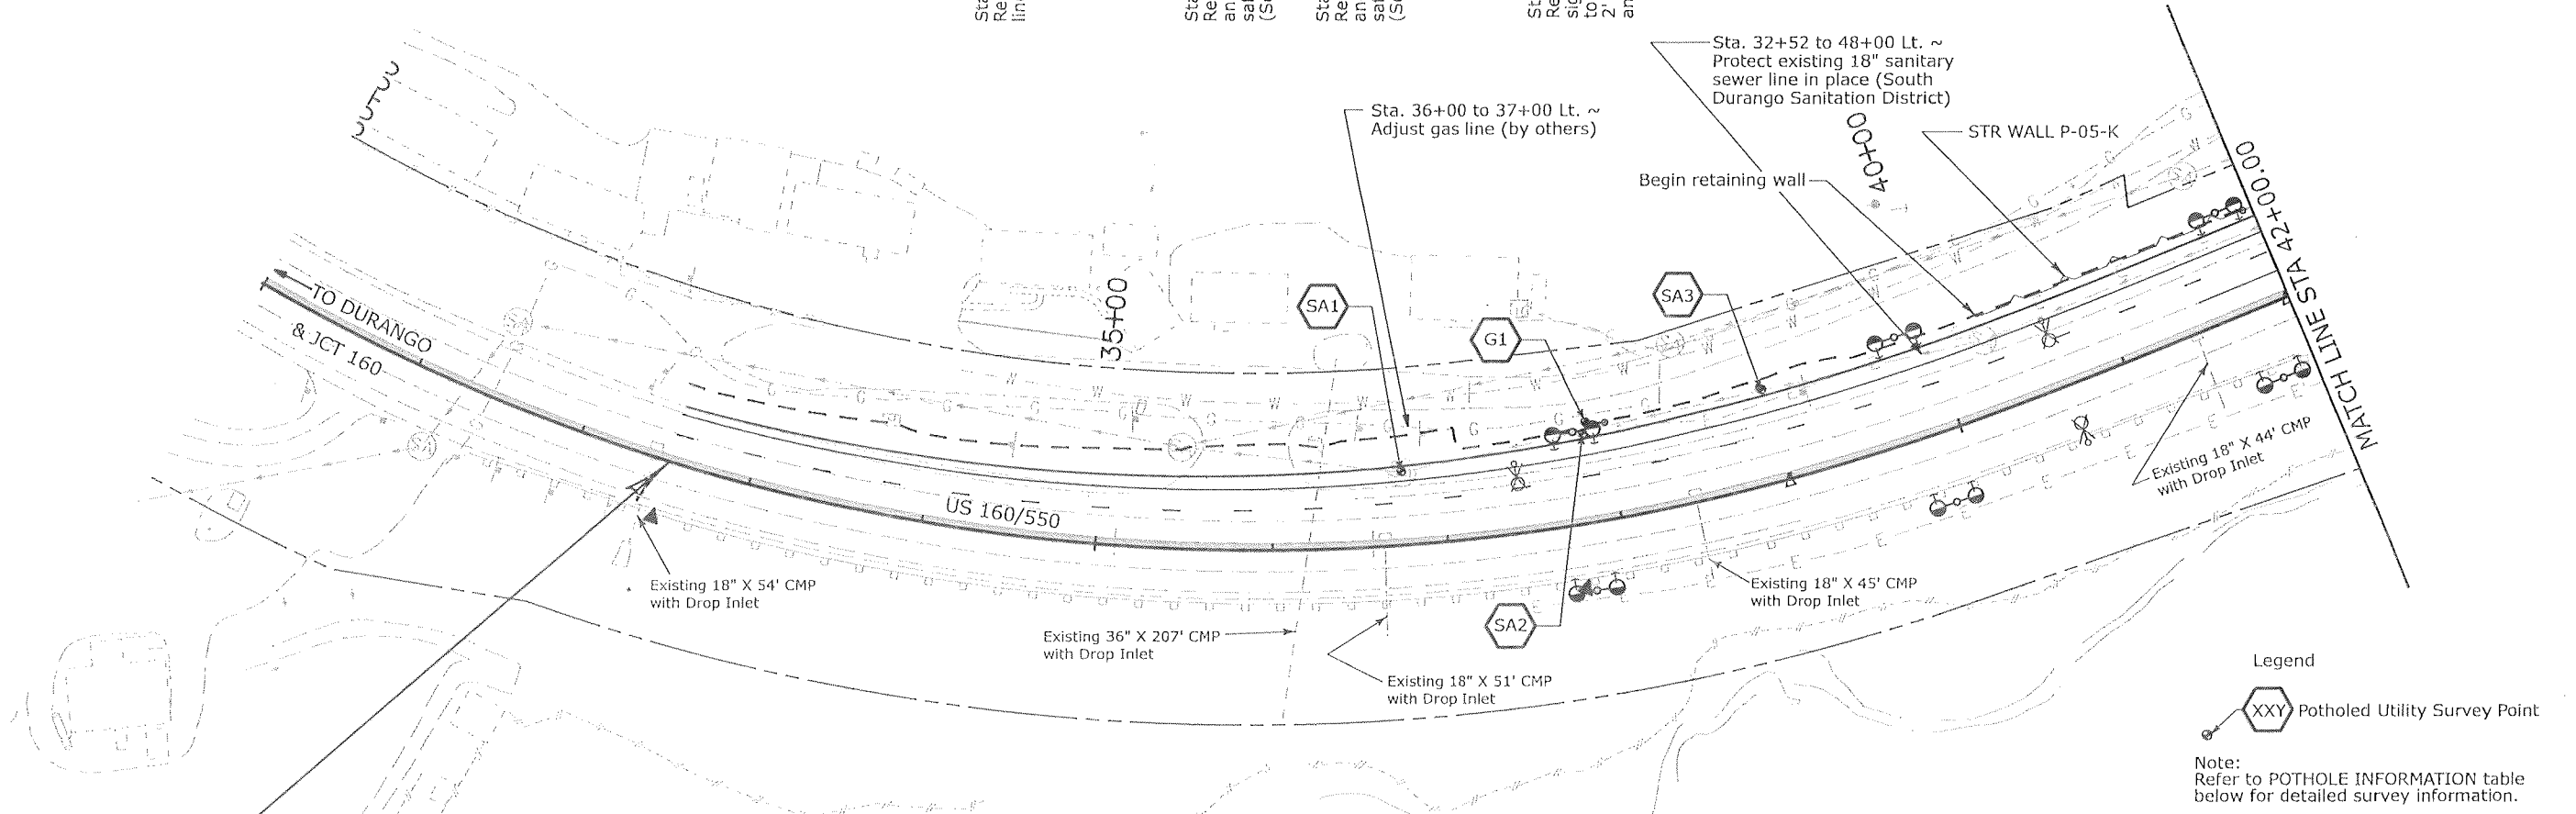 Sta. 32+52 to 48+00 Lt. ~
Protect existing 18" sanitary
sewer line in place (South
Durango Sanitation District)
Sta. 36+00 to 37+00 Lt. ~
Adjust gas line (by others)
40+00
STR WALL P-05-K
Begin retaining wall
MATCH LINE STA 42+00.00
35+00
SA1
SA3
G1
TO DURANGO
& JCT 160
US 160/550
Existing 18" X 44' CMP
with Drop Inlet
Existing 18" X 54' CMP
with Drop Inlet
Existing 18" X 45' CMP
with Drop Inlet
SA2
Existing 36" X 207' CMP
with Drop Inlet
Existing 18" X 51' CMP
with Drop Inlet
Legend
XXY Potholed Utility Survey Point
Note:
Refer to POTHOLE INFORMATION table
below for detailed survey information.